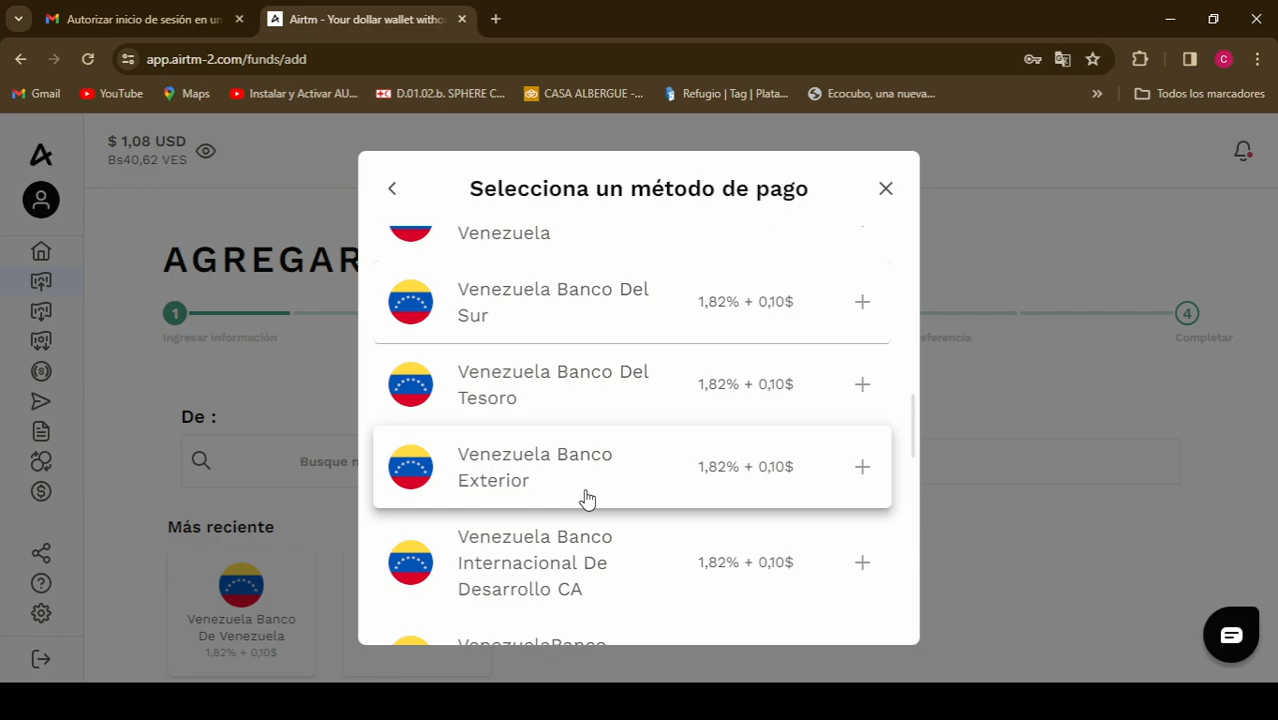 Autorizar inicio de sesión en un
Airtm - Your dollar wallet witho
app.airtm-2.com/funds/add
C
Gmail
YouTube
Maps
Instalar y Activar AU...
D.01.02.b. SPHERE C...
CASA ALBERGUE -...
Refugio | Tag | Plata...
Ecocubo, una nueva...
»
Todos los marcadores
$ 1,08 USD
Bs40,62 VES
Selecciona un método de pago
AGREGAR
1
4
Ingresar información
sferencia
Completar
De :
Busque n
Más reciente
Venezuela Banco
De Venezuela
1,82% + 0,10$
Venezuela
Venezuela Banco Del
Sur
1,82% + 0,10$
Venezuela Banco Del
Tesoro
1,82% + 0,10$
Venezuela Banco
Exterior
1,82% + 0,10$
Venezuela Banco
Internacional De
Desarrollo CA
1,82% + 0,10$
VenezuelaBanco